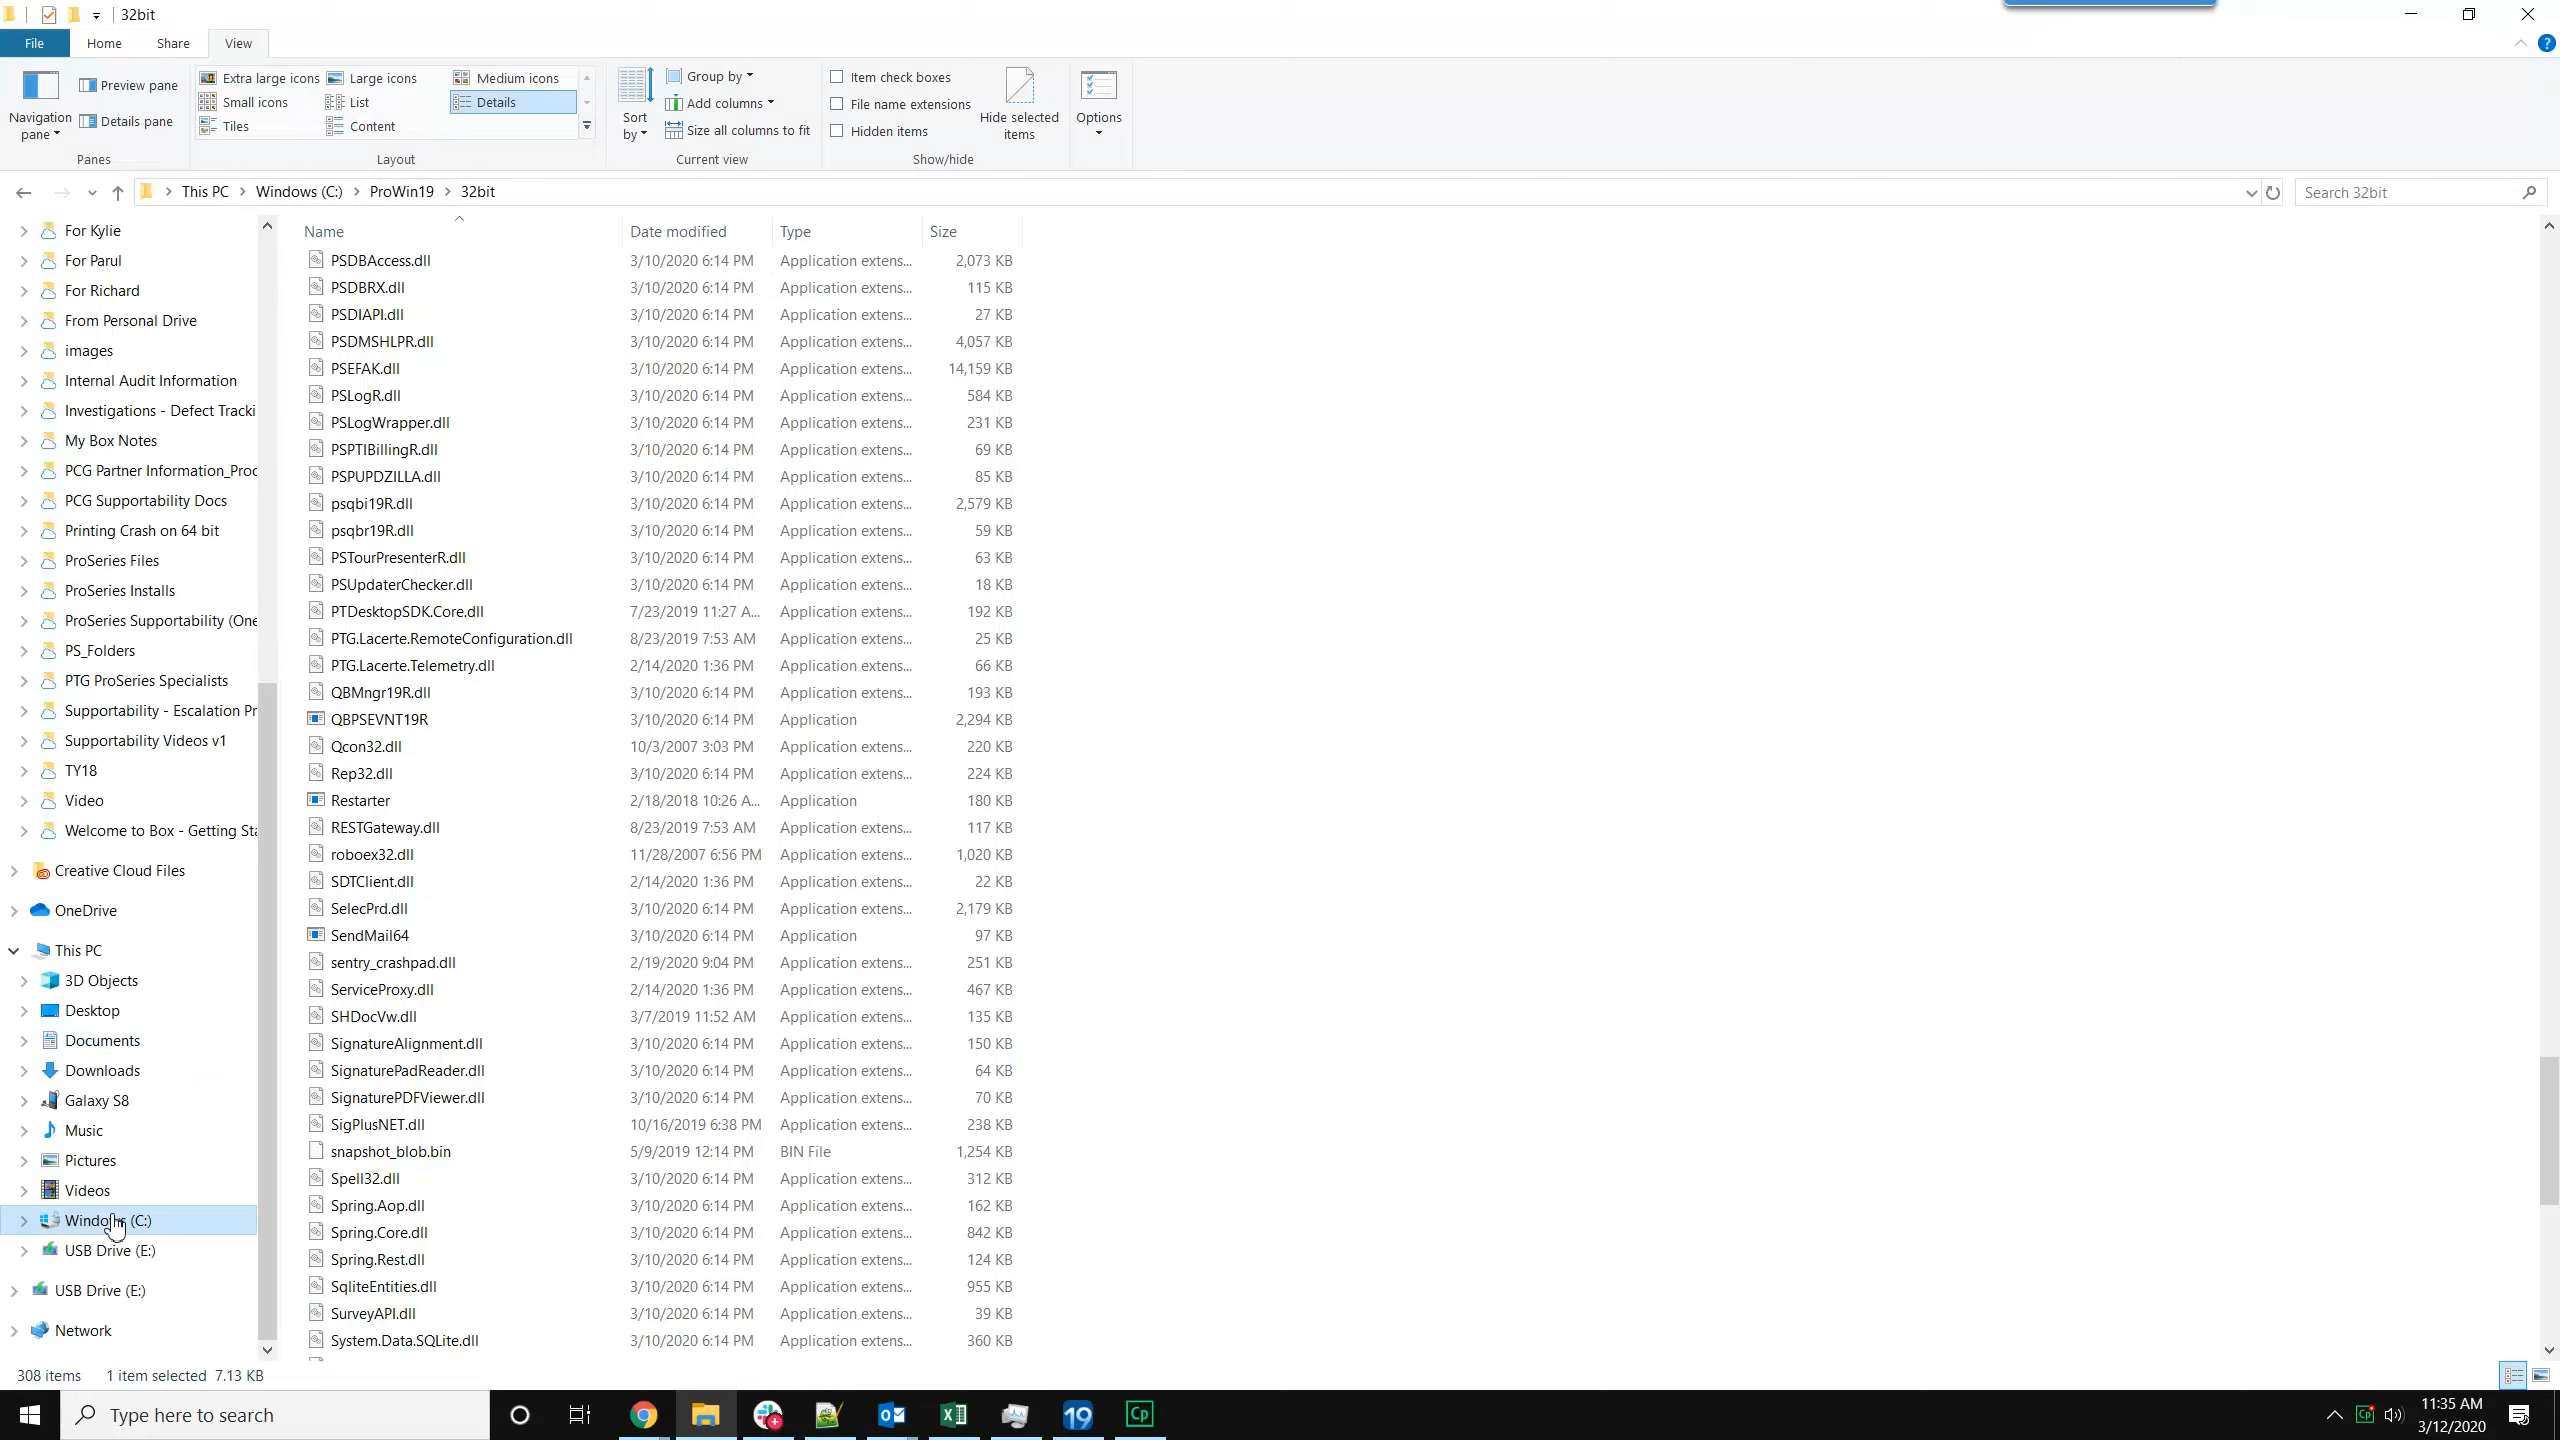 32bit
File Home Share View
Navigation pane Preview pane Details pane
Panes
Extra large icons Large icons Medium icons
Small icons List Details
Tiles Content
Layout
Sort by Group by Add columns Size all columns to fit
Current view
Item check boxes
File name extensions
Hidden items
Hide selected items
Show/hide
Options
This PC Windows (C:) ProWin19 32bit
Search 32bit
For Kylie
For Parul
For Richard
From Personal Drive
images
Internal Audit Information
Investigations - Defect Tracki
My Box Notes
PCG Partner Information_Proc
PCG Supportability Docs
Printing Crash on 64 bit
ProSeries Files
ProSeries Installs
ProSeries Supportability (One
PS_Folders
PTG ProSeries Specialists
Supportability - Escalation Pr
Supportability Videos v1
TY18
Video
Welcome to Box - Getting Sta
Creative Cloud Files
OneDrive
This PC
3D Objects
Desktop
Documents
Downloads
Galaxy S8
Music
Pictures
Videos
Windows (C:)
USB Drive (E:)
USB Drive (E:)
Network
Name Date modified Type Size
PSDBAccess.dll 3/10/2020 6:14 PM Application extens... 2,073 KB
PSDBRX.dll 3/10/2020 6:14 PM Application extens... 115 KB
PSDIAPI.dll 3/10/2020 6:14 PM Application extens... 27 KB
PSDMSHLPR.dll 3/10/2020 6:14 PM Application extens... 4,057 KB
PSEFAK.dll 3/10/2020 6:14 PM Application extens... 14,159 KB
PSLogR.dll 3/10/2020 6:14 PM Application extens... 584 KB
PSLogWrapper.dll 3/10/2020 6:14 PM Application extens... 231 KB
PSPTIBillingR.dll 3/10/2020 6:14 PM Application extens... 69 KB
PSPUPDZILLA.dll 3/10/2020 6:14 PM Application extens... 85 KB
psqbi19R.dll 3/10/2020 6:14 PM Application extens... 2,579 KB
psqbr19R.dll 3/10/2020 6:14 PM Application extens... 59 KB
PSTourPresenterR.dll 3/10/2020 6:14 PM Application extens... 63 KB
PSUpdaterChecker.dll 3/10/2020 6:14 PM Application extens... 18 KB
PTDesktopSDK.Core.dll 7/23/2019 11:27 A... Application extens... 192 KB
PTG.Lacerte.RemoteConfiguration.dll 8/23/2019 7:53 AM Application extens... 25 KB
PTG.Lacerte.Telemetry.dll 2/14/2020 1:36 PM Application extens... 66 KB
QBMngr19R.dll 3/10/2020 6:14 PM Application extens... 193 KB
QBPSEVNT19R 3/10/2020 6:14 PM Application 2,294 KB
Qcon32.dll 10/3/2007 3:03 PM Application extens... 220 KB
Rep32.dll 3/10/2020 6:14 PM Application extens... 224 KB
Restarter 2/18/2018 10:26 A... Application 180 KB
RESTGateway.dll 8/23/2019 7:53 AM Application extens... 117 KB
roboex32.dll 11/28/2007 6:56 PM Application extens... 1,020 KB
SDTClient.dll 2/14/2020 1:36 PM Application extens... 22 KB
SelecPrd.dll 3/10/2020 6:14 PM Application extens... 2,179 KB
SendMail64 3/10/2020 6:14 PM Application 97 KB
sentry_crashpad.dll 2/19/2020 9:04 PM Application extens... 251 KB
ServiceProxy.dll 2/14/2020 1:36 PM Application extens... 467 KB
SHDocVw.dll 3/7/2019 11:52 AM Application extens... 135 KB
SignatureAlignment.dll 3/10/2020 6:14 PM Application extens... 150 KB
SignaturePadReader.dll 3/10/2020 6:14 PM Application extens... 64 KB
SignaturePDFViewer.dll 3/10/2020 6:14 PM Application extens... 70 KB
SigPlusNET.dll 10/16/2019 6:38 PM Application extens... 238 KB
snapshot_blob.bin 5/9/2019 12:14 PM BIN File 1,254 KB
Spell32.dll 3/10/2020 6:14 PM Application extens... 312 KB
Spring.Aop.dll 3/10/2020 6:14 PM Application extens... 162 KB
Spring.Core.dll 3/10/2020 6:14 PM Application extens... 842 KB
Spring.Rest.dll 3/10/2020 6:14 PM Application extens... 124 KB
SqliteEntities.dll 3/10/2020 6:14 PM Application extens... 955 KB
SurveyAPI.dll 3/10/2020 6:14 PM Application extens... 39 KB
System.Data.SQLite.dll 3/10/2020 6:14 PM Application extens... 360 KB
308 items 1 item selected 7.13 KB
Type here to search
19
Cp
Cp
11:35 AM
3/12/2020